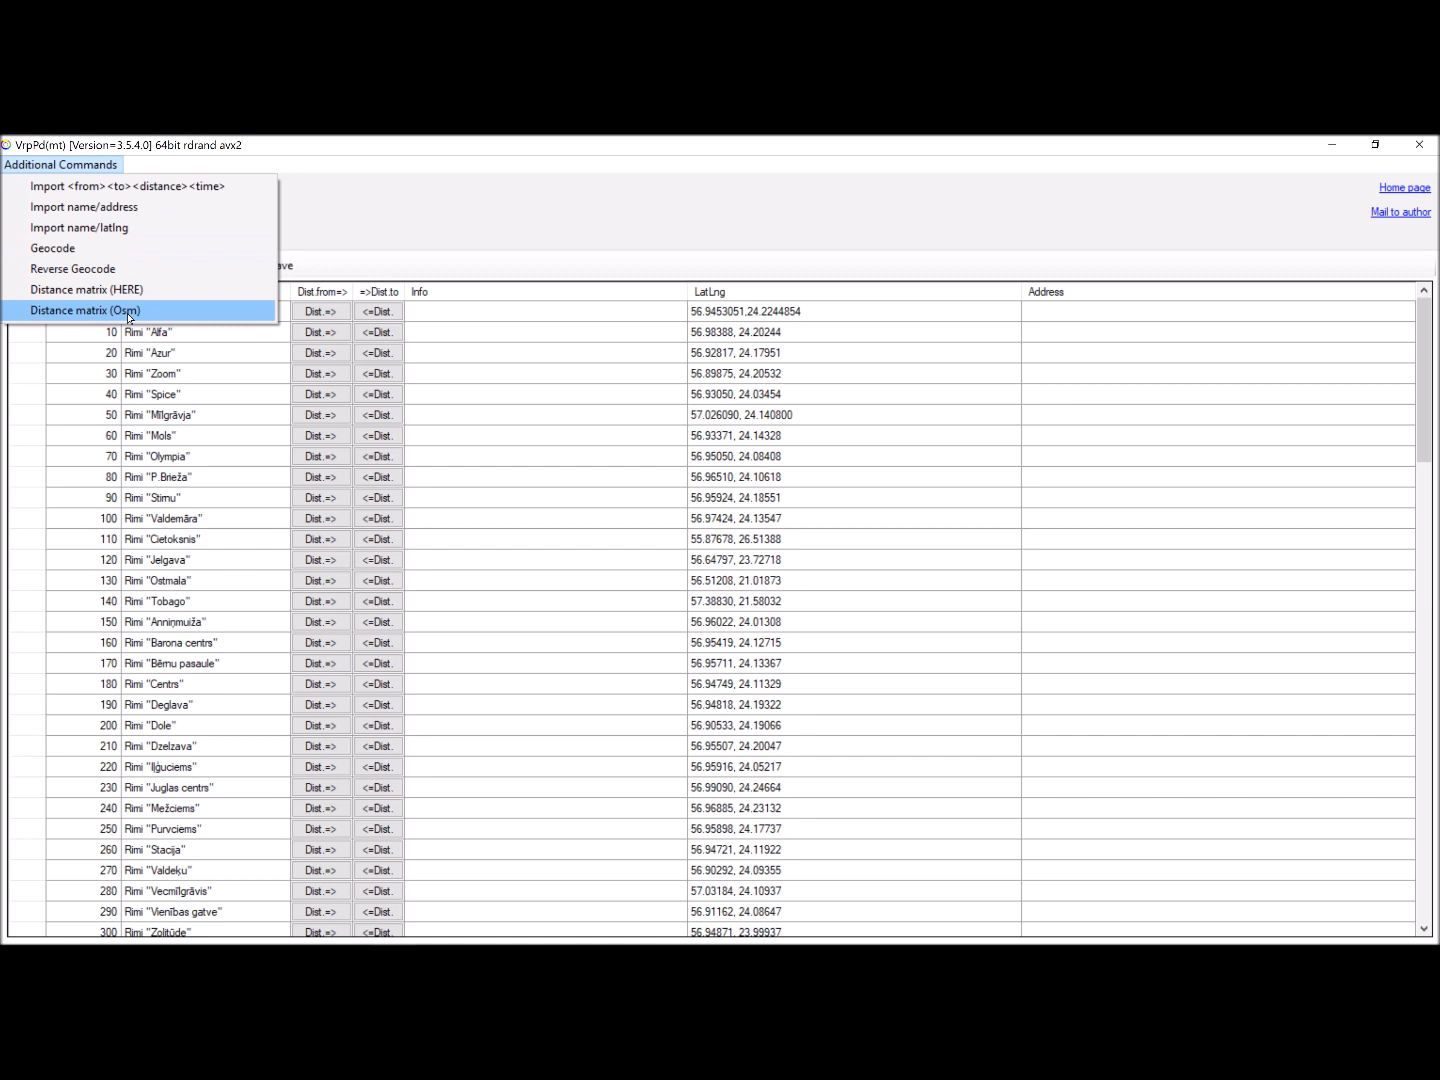 VrpPd(mt) [Version=3.5.4.0] 64bit rdrand avx2
Additional Commands
Import <from><to><distance><time>
Import name/address
Import name/latlng
Geocode
Reverse Geocode
Distance matrix (HERE)
Distance matrix (Osm)
Home page
Mail to author
Dist.from=> =>Dist.to Info LatLng Address
Dist.=> <=Dist. 56.9453051,24.2244854
10 Rimi "Alfa" Dist.=> <=Dist. 56.98388, 24.20244
20 Rimi "Azur" Dist.=> <=Dist. 56.92817, 24.17951
30 Rimi "Zoom" Dist.=> <=Dist. 56.89875, 24.20532
40 Rimi "Spice" Dist.=> <=Dist. 56.93050, 24.03454
50 Rimi "Mīlgrāvja" Dist.=> <=Dist. 57.026090, 24.140800
60 Rimi "Mols" Dist.=> <=Dist. 56.93371, 24.14328
70 Rimi "Olympia" Dist.=> <=Dist. 56.95050, 24.08408
80 Rimi "P.Brieža" Dist.=> <=Dist. 56.96510, 24.10618
90 Rimi "Stirnu" Dist.=> <=Dist. 56.95924, 24.18551
100 Rimi "Valdemāra" Dist.=> <=Dist. 56.97424, 24.13547
110 Rimi "Cietoksnis" Dist.=> <=Dist. 55.87678, 26.51388
120 Rimi "Jelgava" Dist.=> <=Dist. 56.64797, 23.72718
130 Rimi "Ostmala" Dist.=> <=Dist. 56.51208, 21.01873
140 Rimi "Tobago" Dist.=> <=Dist. 57.38830, 21.58032
150 Rimi "Anniņmuiža" Dist.=> <=Dist. 56.96022, 24.01308
160 Rimi "Barona centrs" Dist.=> <=Dist. 56.95419, 24.12715
170 Rimi "Bērnu pasaule" Dist.=> <=Dist. 56.95711, 24.13367
180 Rimi "Centrs" Dist.=> <=Dist. 56.94749, 24.11329
190 Rimi "Deglava" Dist.=> <=Dist. 56.94818, 24.19322
200 Rimi "Dole" Dist.=> <=Dist. 56.90533, 24.19066
210 Rimi "Dzelzava" Dist.=> <=Dist. 56.95507, 24.20047
220 Rimi "Iļģuciems" Dist.=> <=Dist. 56.95916, 24.05217
230 Rimi "Juglas centrs" Dist.=> <=Dist. 56.99090, 24.24664
240 Rimi "Mežciems" Dist.=> <=Dist. 56.96885, 24.23132
250 Rimi "Purvciems" Dist.=> <=Dist. 56.95898, 24.17737
260 Rimi "Stacija" Dist.=> <=Dist. 56.94721, 24.11922
270 Rimi "Valdeķu" Dist.=> <=Dist. 56.90292, 24.09355
280 Rimi "Vecmīlgrāvis" Dist.=> <=Dist. 57.03184, 24.10937
290 Rimi "Vienības gatve" Dist.=> <=Dist. 56.91162, 24.08647
300 Rimi "Zolitūde" Dist.=> <=Dist. 56.94871, 23.99937